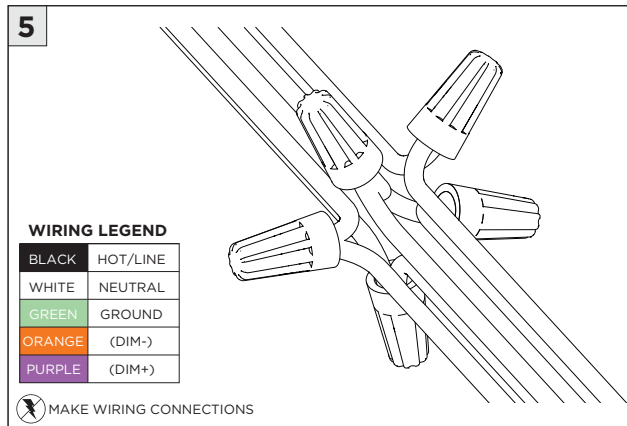 5
WIRING LEGEND
BLACK HOT/LINE
WHITE NEUTRAL
GREEN GROUND
ORANGE (DIM-)
PURPLE (DIM+)
MAKE WIRING CONNECTIONS